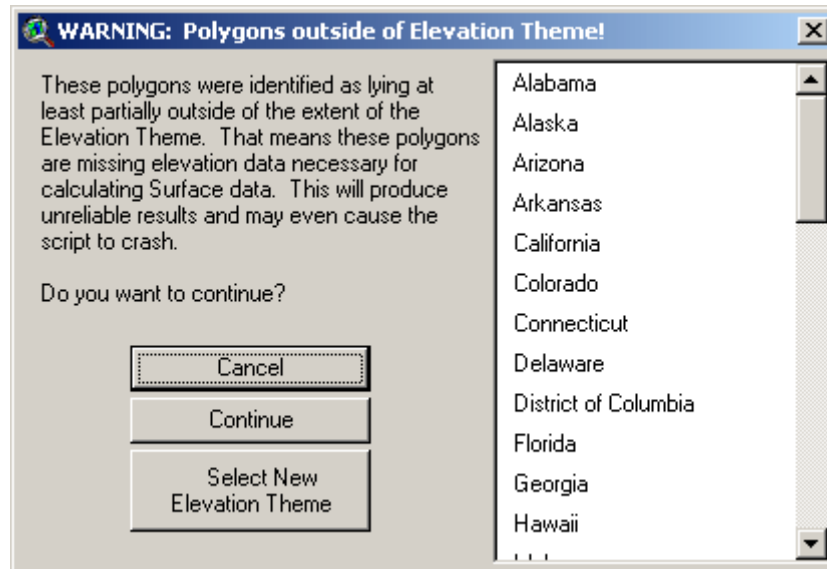 WARNING: Polygons outside of Elevation Theme!
These polygons were identified as lying at
least partially outside of the extent of the
Elevation Theme. That means these polygons
are missing elevation data necessary for
calculating Surface data. This will produce
unreliable results and may even cause the
script to crash.
Do you want to continue?
Cancel
Continue
Select New
Elevation Theme
Alabama
Alaska
Arizona
Arkansas
California
Colorado
Connecticut
Delaware
District of Columbia
Florida
Georgia
Hawaii